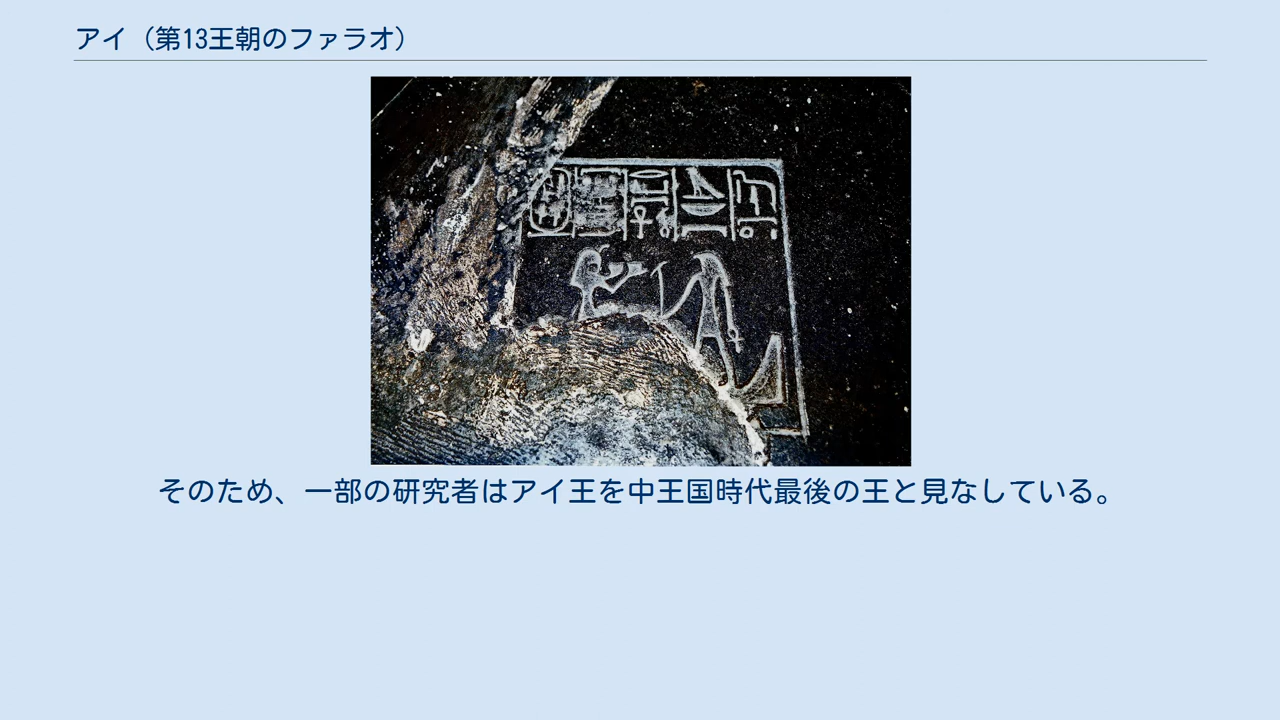 アイ（第13王朝のファラオ）
そのため、一部の研究者はアイ王を中王国時代最後の王と見なしている。